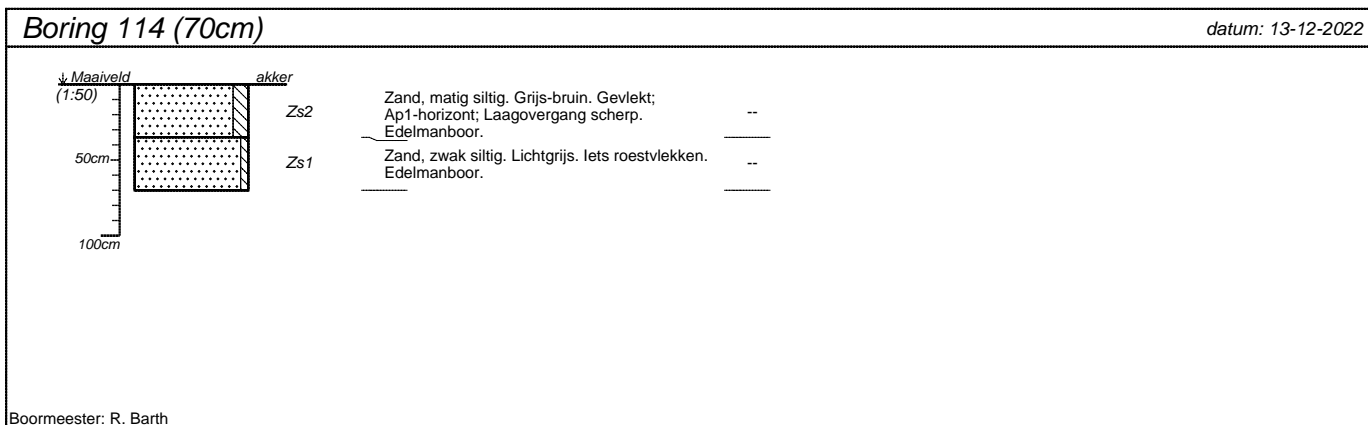 Boring 114 (70cm)
datum: 13-12-2022
Maaiveld
akker
(1:50)
Zs2
Zand, matig siltig. Grijs-bruin. Gevlekt;
Ap1-horizont; Laagovergang scherp.
Edelmanboor.
--
50cm
Zs1
Zand, zwak siltig. Lichtgrijs. Iets roestvlekken.
Edelmanboor.
--
100cm
Boormeester: R. Barth